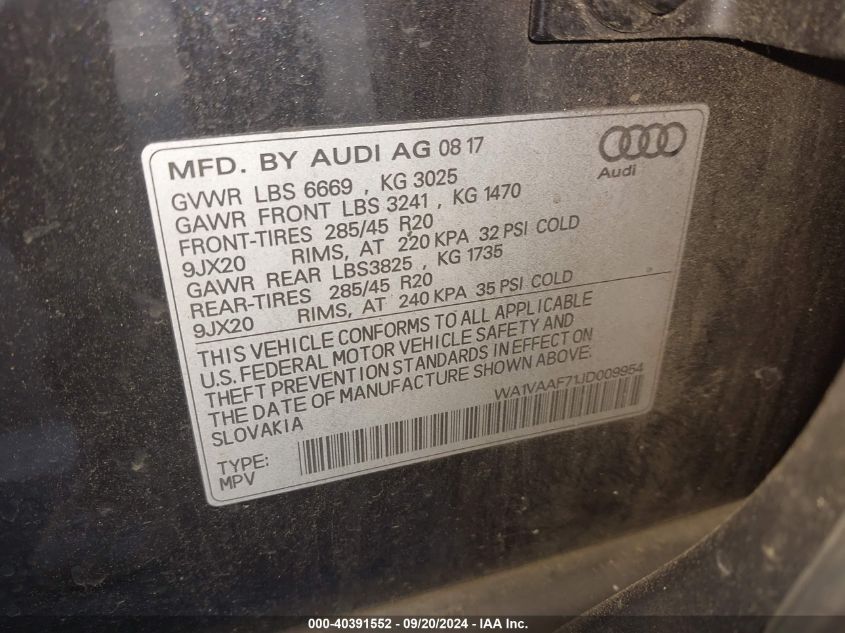 MFD. BY AUDI AG 08 17
Audi
GVWR LBS 6669 , KG 3025
GAWR FRONT LBS 3241 , KG 1470
FRONT-TIRES 285/45 R20
9JX20 RIMS, AT 220 KPA 32 PSI COLD
GAWR REAR LBS3825 , KG 1735
REAR-TIRES 285/45 R20
9JX20 RIMS, AT 240 KPA 35 PSI COLD
THIS VEHICLE CONFORMS TO ALL APPLICABLE
U.S. FEDERAL MOTOR VEHICLE SAFETY AND
THEFT PREVENTION STANDARDS IN EFFECT ON
THE DATE OF MANUFACTURE SHOWN ABOVE.
SLOVAKIA
WA1VAAF71JD009954
TYPE:
MPV
000-40391552 - 09/20/2024 - IAA Inc.